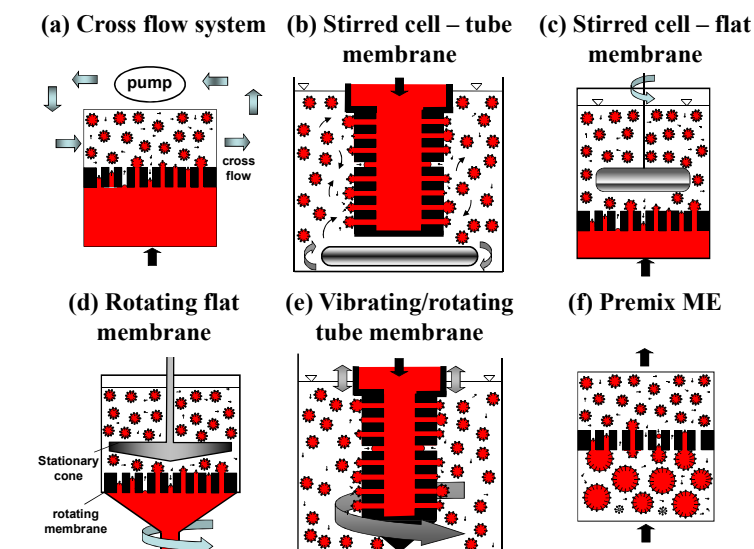 (a) Cross flow system
(b) Stirred cell – tube
membrane
(c) Stirred cell – flat
membrane
pump
cross
flow
(d) Rotating flat
membrane
(e) Vibrating/rotating
tube membrane
(f) Premix ME
Stationary
cone
rotating
membrane